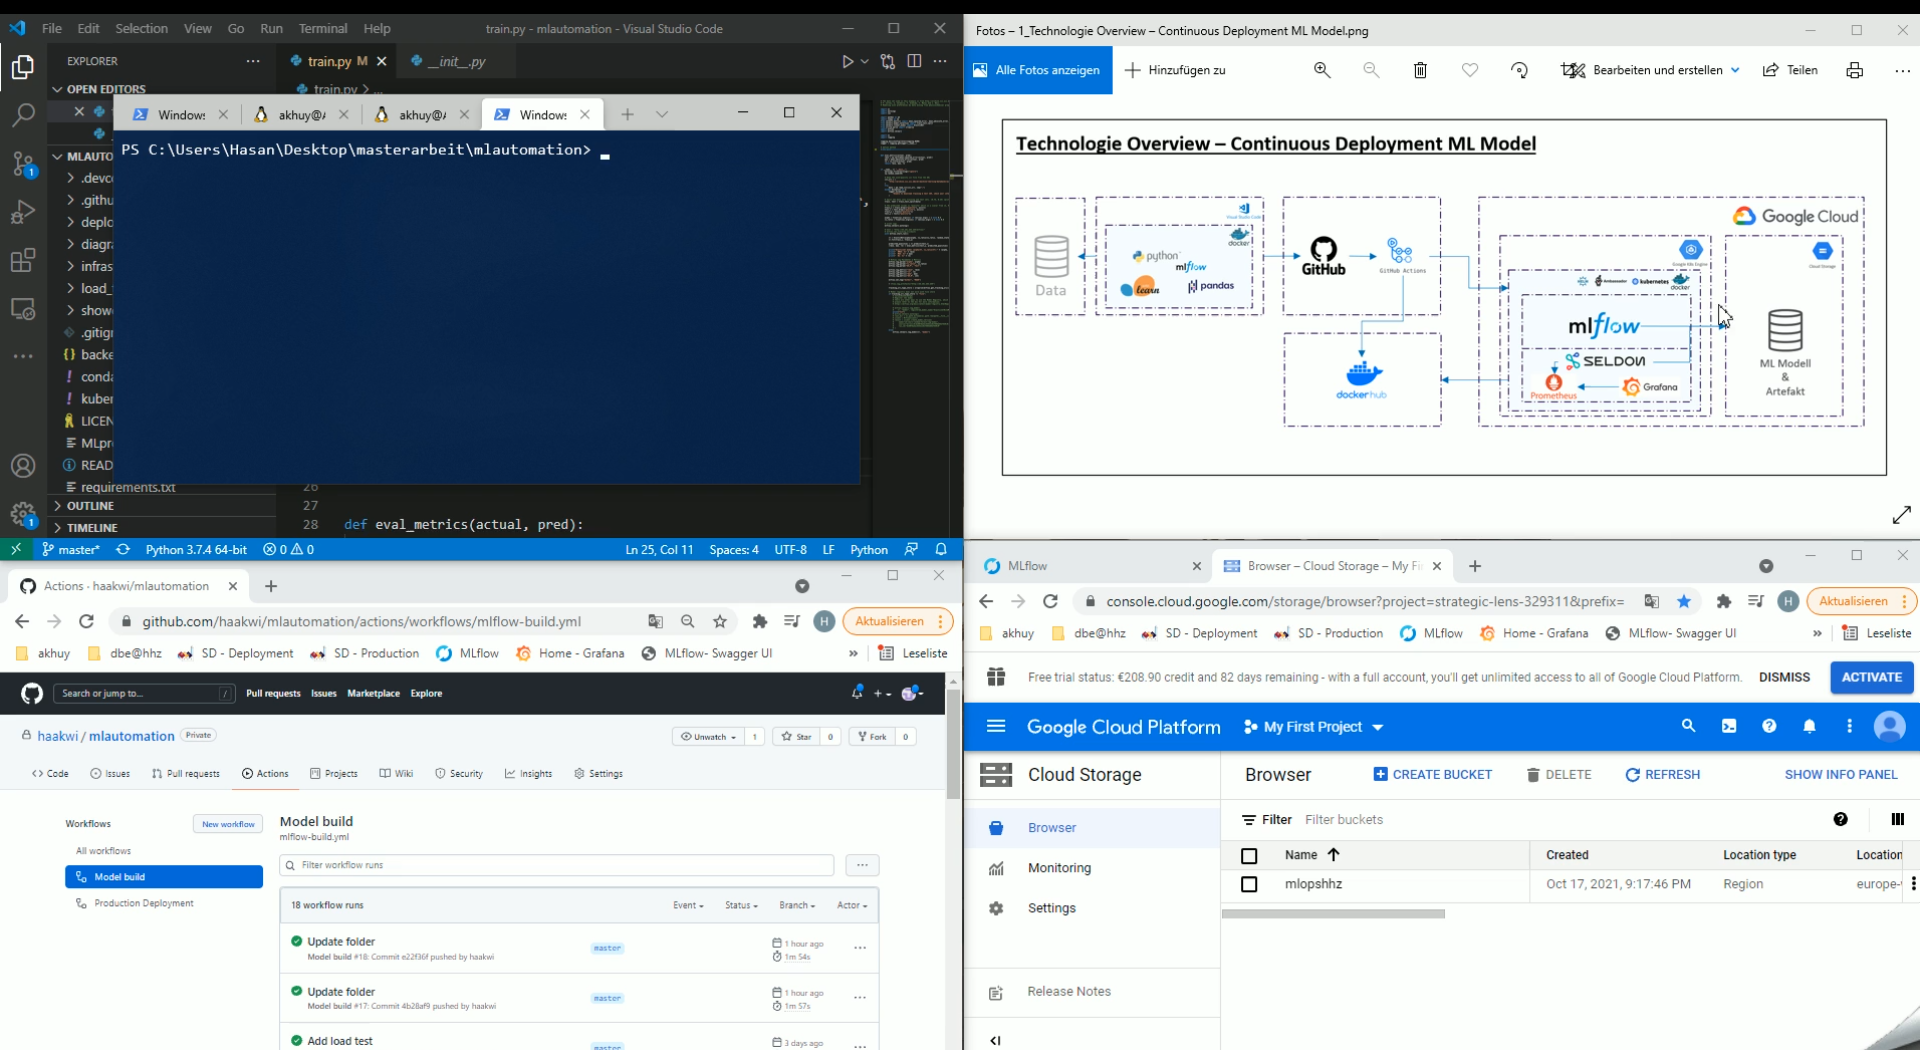 File Edit Selection View Go Run Terminal Help
train.py - mlautomation - Visual Studio Code
EXPLORER
train.py M
__init__.py
OPEN EDITORS
train.py > ...
MLAUTO
.devc
.githu
deplo
diagra
infras
load_
show
.gitig
backe
conda
kuber
LICEN
MLpr
READ
requirements.txt
OUTLINE
TIMELINE
Window:
akhuy@
akhuy@
Window:
PS C:\Users\Hasan\Desktop\masterarbeit\mlautomation>
26
27
28 def eval_metrics(actual, pred):
master* Python 3.7.4 64-bit 0 0
Ln 25, Col 11 Spaces: 4 UTF-8 LF Python
Fotos – 1_Technologie Overview – Continuous Deployment ML Model.png
Alle Fotos anzeigen
Hinzufügen zu
Bearbeiten und erstellen
Teilen
Technologie Overview – Continuous Deployment ML Model
Data
Visual Studio Code
docker
python
mlflow
learn
pandas
GitHub
GitHub Actions
docker hub
Google Cloud
Google K8s Engine
Cloud Storage
Ambassador
kubernetes
docker
mlflow
SELDON
Prometheus
Grafana
ML Modell
&
Artefakt
Actions · haakwi/mlautomation
github.com/haakwi/mlautomation/actions/workflows/mlflow-build.yml
H
Aktualisieren
akhuy dbe@hhz SD - Deployment SD - Production MLflow Home - Grafana MLflow- Swagger UI » Leseliste
Search or jump to... /
Pull requests Issues Marketplace Explore
haakwi / mlautomation Private
Unwatch 1 Star 0 Fork 0
Code Issues Pull requests Actions Projects Wiki Security Insights Settings
Workflows
New workflow
All workflows
Model build
Production Deployment
Model build
mlflow-build.yml
Filter workflow runs
18 workflow runs
Event Status Branch Actor
Update folder
Model build #18: Commit e22f36f pushed by haakwi
master
1 hour ago
1m 54s
Update folder
Model build #17: Commit 4b28af9 pushed by haakwi
master
1 hour ago
1m 57s
Add load test
master
3 days ago
MLflow
Browser – Cloud Storage – My Fi
console.cloud.google.com/storage/browser?project=strategic-lens-329311&prefix=
H
Aktualisieren
akhuy dbe@hhz SD - Deployment SD - Production MLflow Home - Grafana MLflow- Swagger UI » Leseliste
Free trial status: €208.90 credit and 82 days remaining - with a full account, you'll get unlimited access to all of Google Cloud Platform.
DISMISS
ACTIVATE
Google Cloud Platform
My First Project
Cloud Storage
Browser
Monitoring
Settings
Release Notes
Browser
CREATE BUCKET
DELETE
REFRESH
SHOW INFO PANEL
Filter Filter buckets
Name Created Location type Location
mlopshhz Oct 17, 2021, 9:17:46 PM Region europe-